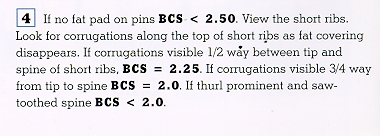 4 If no fat pad on pins BCS < 2.50. View the short ribs.
Look for corrugations along the top of short ribs as fat covering
disappears. If corrugations visible 1/2 way between tip and
spine of short ribs, BCS = 2.25. If corrugations visible 3/4 way
from tip to spine BCS = 2.0. If thurl prominent and saw-
toothed spine BCS < 2.0.